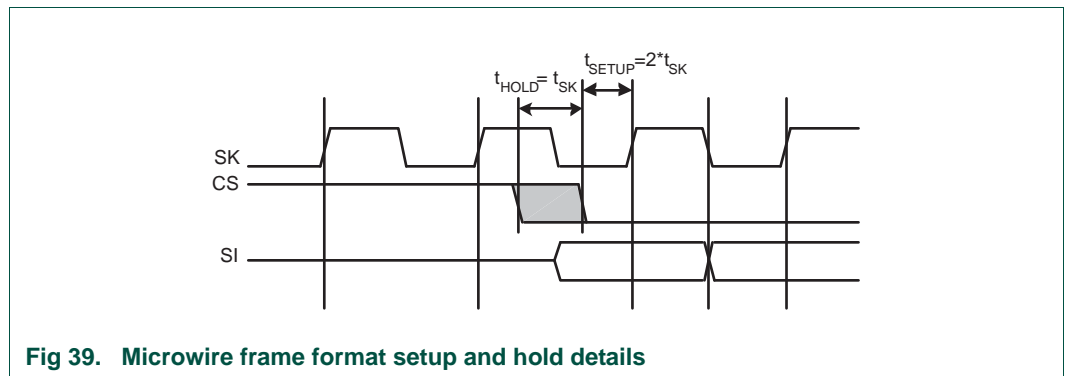 tSETUP=2*tSK
tHOLD= tSK
SK
CS
SI
Fig 39. Microwire frame format setup and hold details